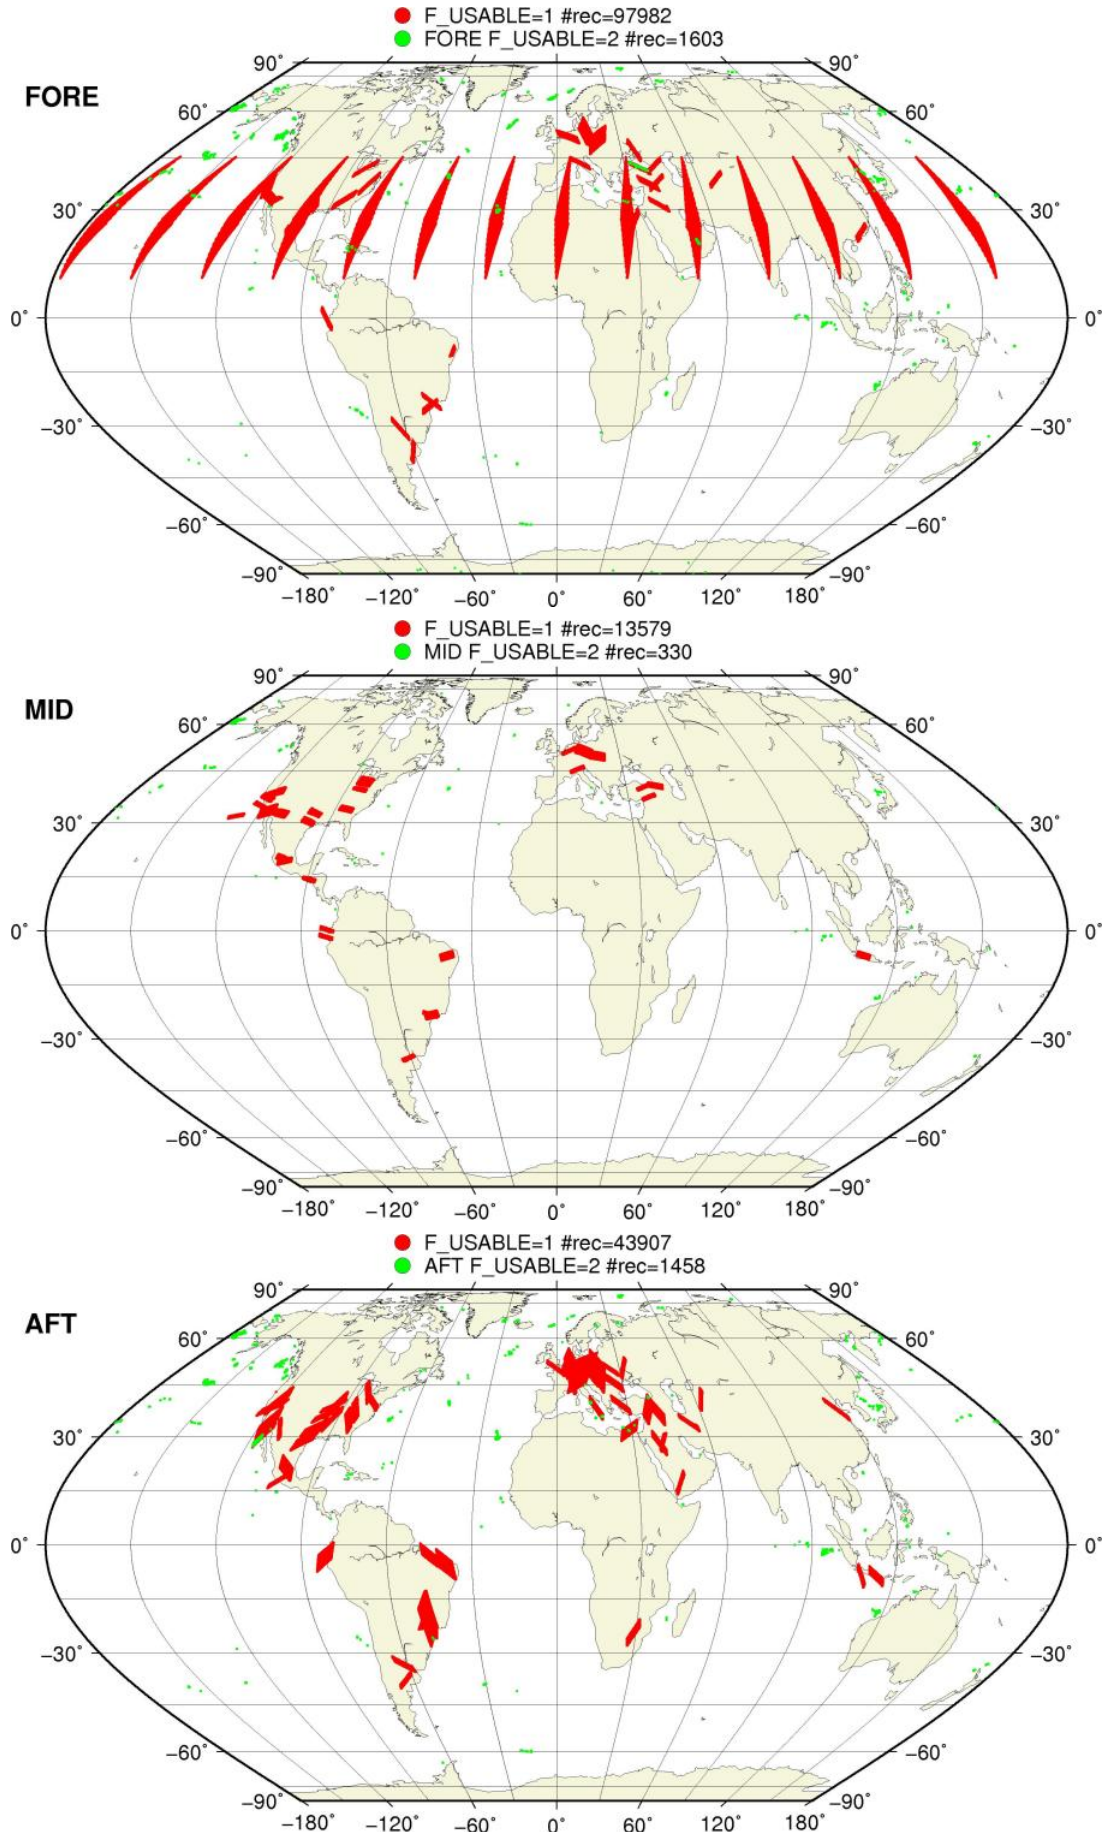 F_USABLE=1 #rec=97982
FORE F_USABLE=2 #rec=1603
FORE
90° 90°
60° 60°
30° 30°
0° 0°
−30° −30°
−60° −60°
−90° −90°
−180° −120° −60° 0° 60° 120° 180°
F_USABLE=1 #rec=13579
MID F_USABLE=2 #rec=330
MID
90° 90°
60° 60°
30° 30°
0° 0°
−30° −30°
−60° −60°
−90° −90°
−180° −120° −60° 0° 60° 120° 180°
F_USABLE=1 #rec=43907
AFT F_USABLE=2 #rec=1458
AFT
90° 90°
60° 60°
30° 30°
0° 0°
−30° −30°
−60° −60°
−90° −90°
−180° −120° −60° 0° 60° 120° 180°